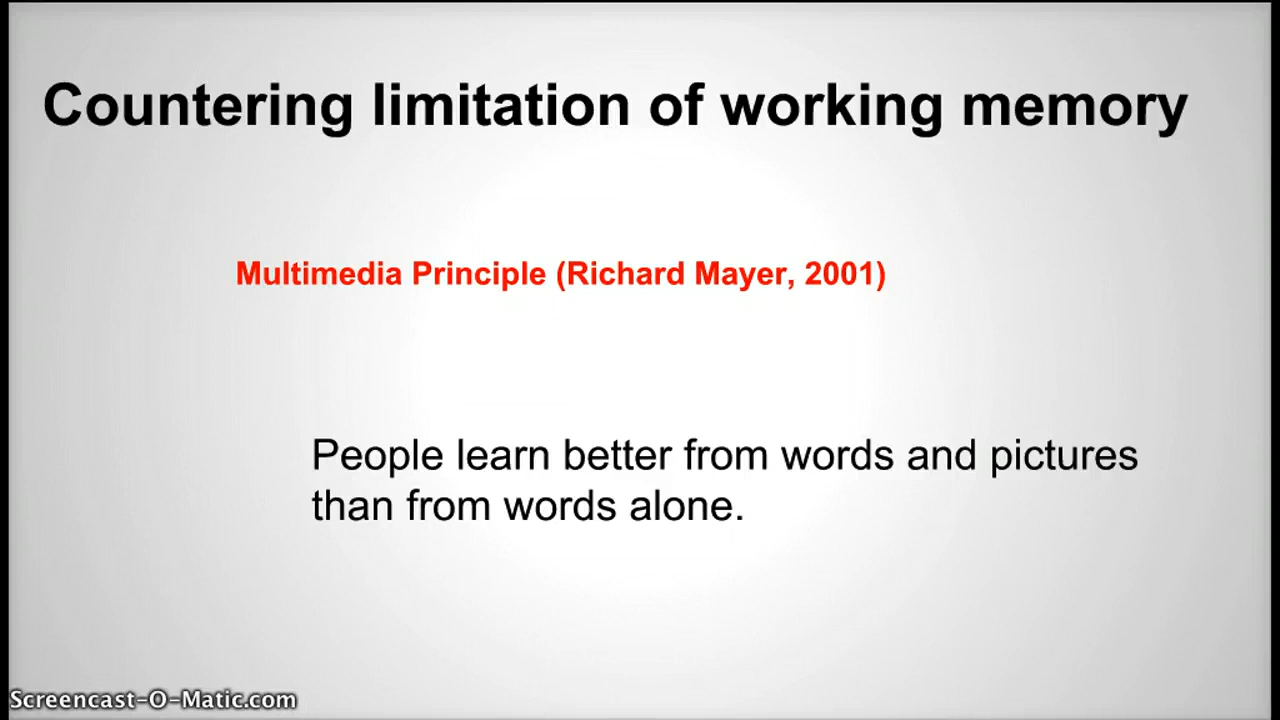 Countering limitation of working memory
Multimedia Principle (Richard Mayer, 2001)
People learn better from words and pictures
than from words alone.
Screencast-O-Matic.com